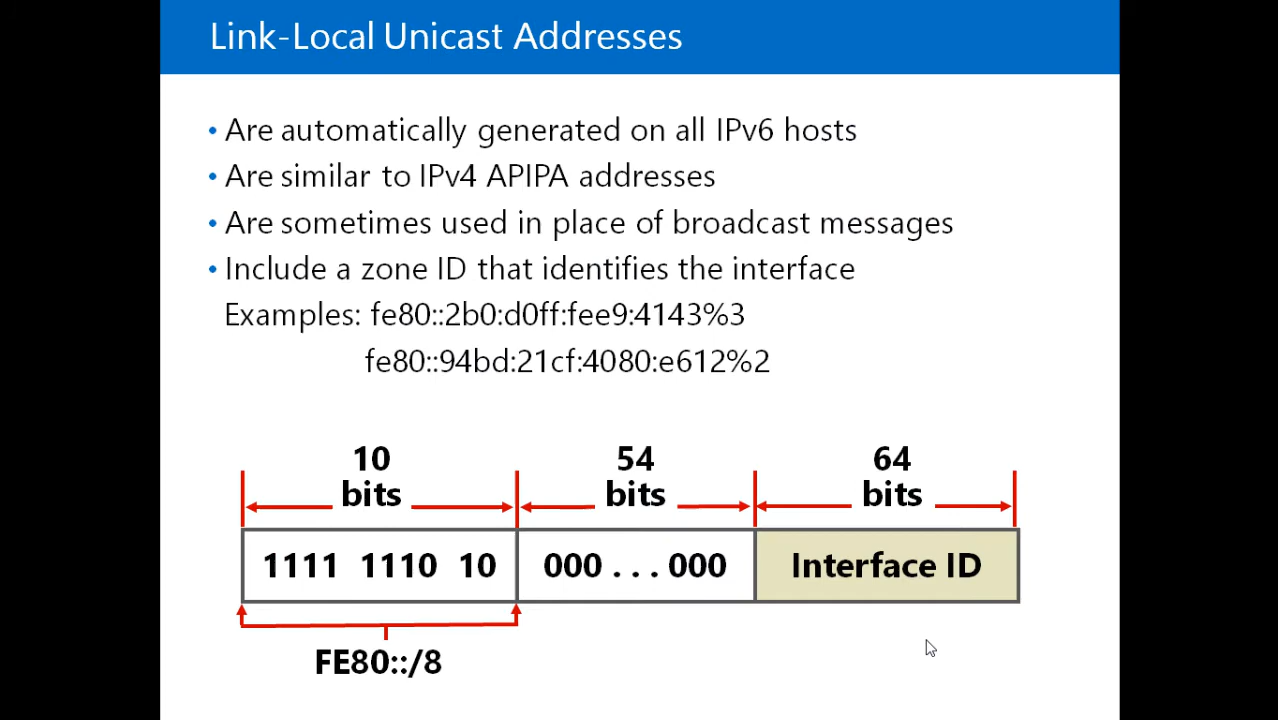 Link-Local Unicast Addresses
• Are automatically generated on all IPv6 hosts
• Are similar to IPv4 APIPA addresses
• Are sometimes used in place of broadcast messages
• Include a zone ID that identifies the interface
Examples: fe80::2b0:d0ff:fee9:4143%3
fe80::94bd:21cf:4080:e612%2
10 54 64
bits bits bits
1111 1110 10 000 . . . 000 Interface ID
FE80::/8